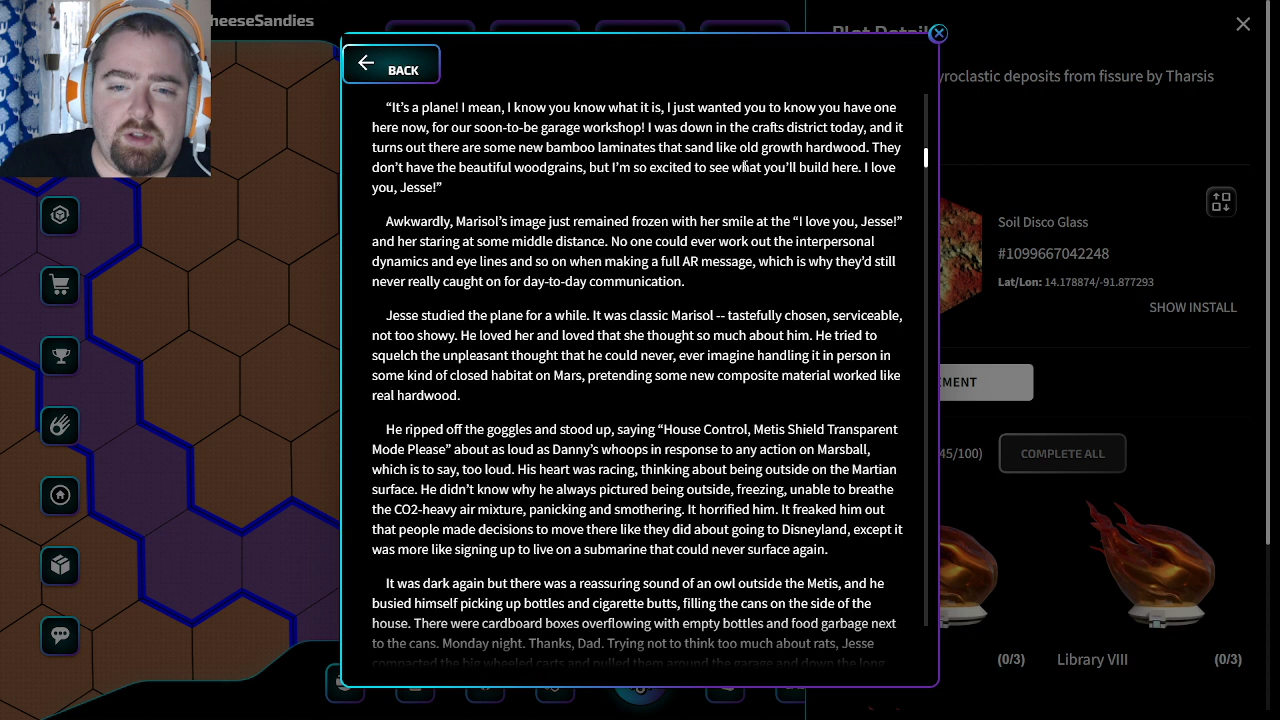 heeseSandies
BACK
“It’s a plane! I mean, I know you know what it is, I just wanted you to know you have one
here now, for our soon-to-be garage workshop! I was down in the crafts district today, and it
turns out there are some new bamboo laminates that sand like old growth hardwood. They
don’t have the beautiful woodgrains, but I’m so excited to see what you’ll build here. I love
you, Jesse!”
Awkwardly, Marisol’s image just remained frozen with her smile at the “I love you, Jesse!”
and her staring at some middle distance. No one could ever work out the interpersonal
dynamics and eye lines and so on when making a full AR message, which is why they’d still
never really caught on for day-to-day communication.
Jesse studied the plane for a while. It was classic Marisol -- tastefully chosen, serviceable,
not too showy. He loved her and loved that she thought so much about him. He tried to
squelch the unpleasant thought that he could never, ever imagine handling it in person in
some kind of closed habitat on Mars, pretending some new composite material worked like
real hardwood.
He ripped off the goggles and stood up, saying “House Control, Metis Shield Transparent
Mode Please” about as loud as Danny’s whoops in response to any action on Marsball,
which is to say, too loud. His heart was racing, thinking about being outside on the Martian
surface. He didn’t know why he always pictured being outside, freezing, unable to breathe
the CO2-heavy air mixture, panicking and smothering. It horrified him. It freaked him out
that people made decisions to move there like they did about going to Disneyland, except it
was more like signing up to live on a submarine that could never surface again.
It was dark again but there was a reassuring sound of an owl outside the Metis, and he
busied himself picking up bottles and cigarette butts, filling the cans on the side of the
house. There were cardboard boxes overflowing with empty bottles and food garbage next
to the cans. Monday night. Thanks, Dad. Trying not to think too much about rats, Jesse
compacted the big wheeled carts and pulled them around the garage and down the long
Plot Detail
yroclastic deposits from fissure by Tharsis
Soil Disco Glass
#1099667042248
Lat/Lon: 14.178874/-91.877293
SHOW INSTALL
EMENT
45/100)
COMPLETE ALL
(0/3)
Library VIII
(0/3)